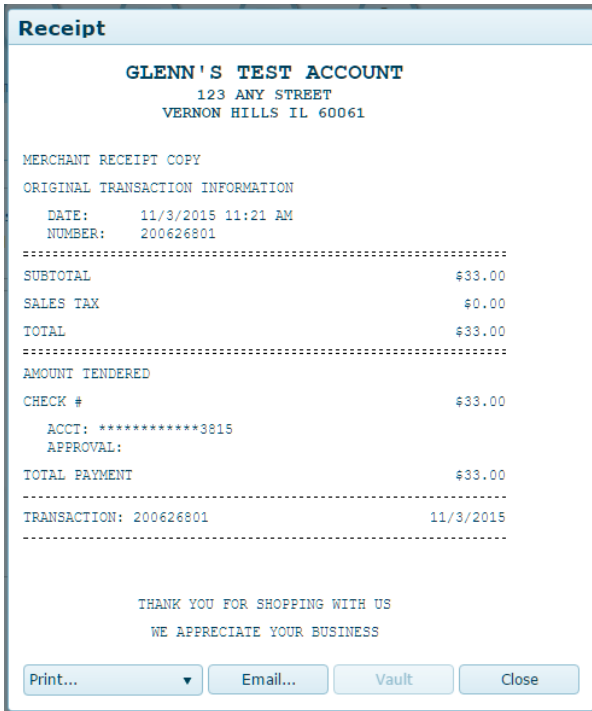 Receipt
GLENN'S TEST ACCOUNT
123 ANY STREET
VERNON HILLS IL 60061
MERCHANT RECEIPT COPY
ORIGINAL TRANSACTION INFORMATION
DATE: 11/3/2015 11:21 AM
NUMBER: 200626801
SUBTOTAL $33.00
SALES TAX $0.00
TOTAL $33.00
AMOUNT TENDERED
CHECK # $33.00
ACCT: ************3815
APPROVAL:
TOTAL PAYMENT $33.00
TRANSACTION: 200626801 11/3/2015
THANK YOU FOR SHOPPING WITH US
WE APPRECIATE YOUR BUSINESS
Print... Email... Vault Close